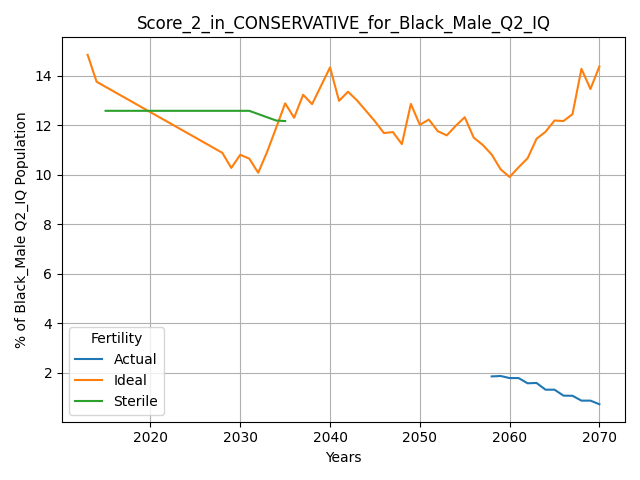 Score_2_in_CONSERVATIVE_for_Black_Male_Q2_IQ
% of Black_Male Q2_IQ Population
14
12
10
8
6
4
2
Fertility
Actual
Ideal
Sterile
2020 2030 2040 2050 2060 2070
Years